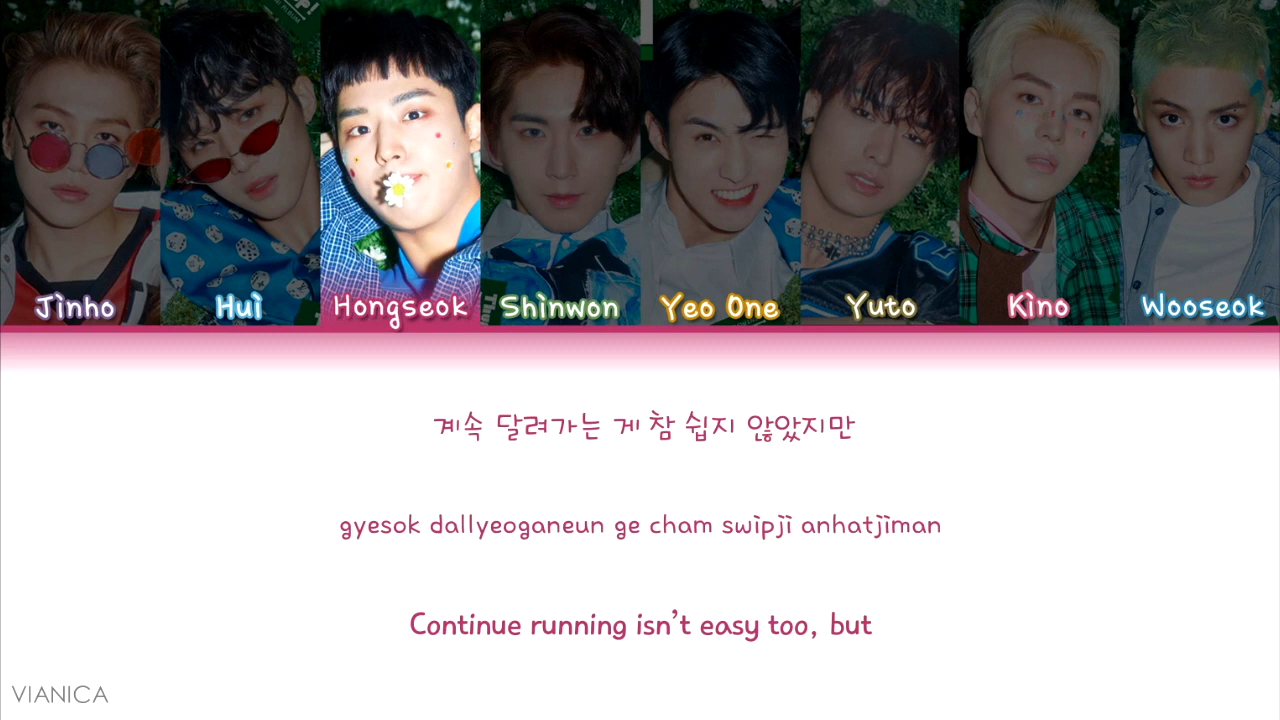 Jinho Hui Hongseok Shinwon Yeo One Yuto Kino Wooseok
계속 달려가는 게 참 쉽지 않았지만
gyesok dallyeoganeun ge cham swipji anhatjiman
Continue running isn't easy too, but
VIANICA